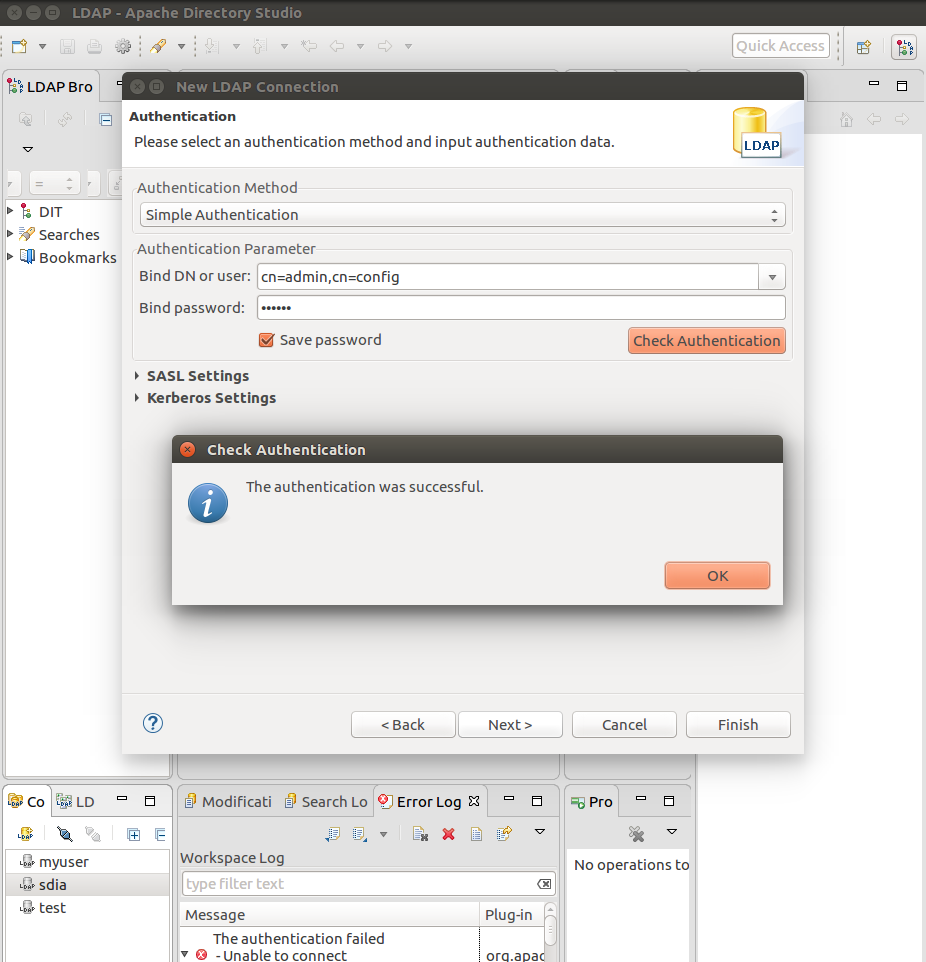 LDAP - Apache Directory Studio
Quick Access
LDAP Bro
New LDAP Connection
Authentication
Please select an authentication method and input authentication data.
LDAP
=
DIT
Searches
Bookmarks
Authentication Method
Simple Authentication
Authentication Parameter
Bind DN or user:
cn=admin,cn=config
Bind password:
••••••
Save password
Check Authentication
SASL Settings
Kerberos Settings
Check Authentication
The authentication was successful.
OK
?
< Back
Next >
Cancel
Finish
Co
LD
Modificati
Search Lo
Error Log
Pro
myuser
sdia
test
Workspace Log
type filter text
Message
Plug-in
The authentication failed
- Unable to connect
org.apac
No operations to